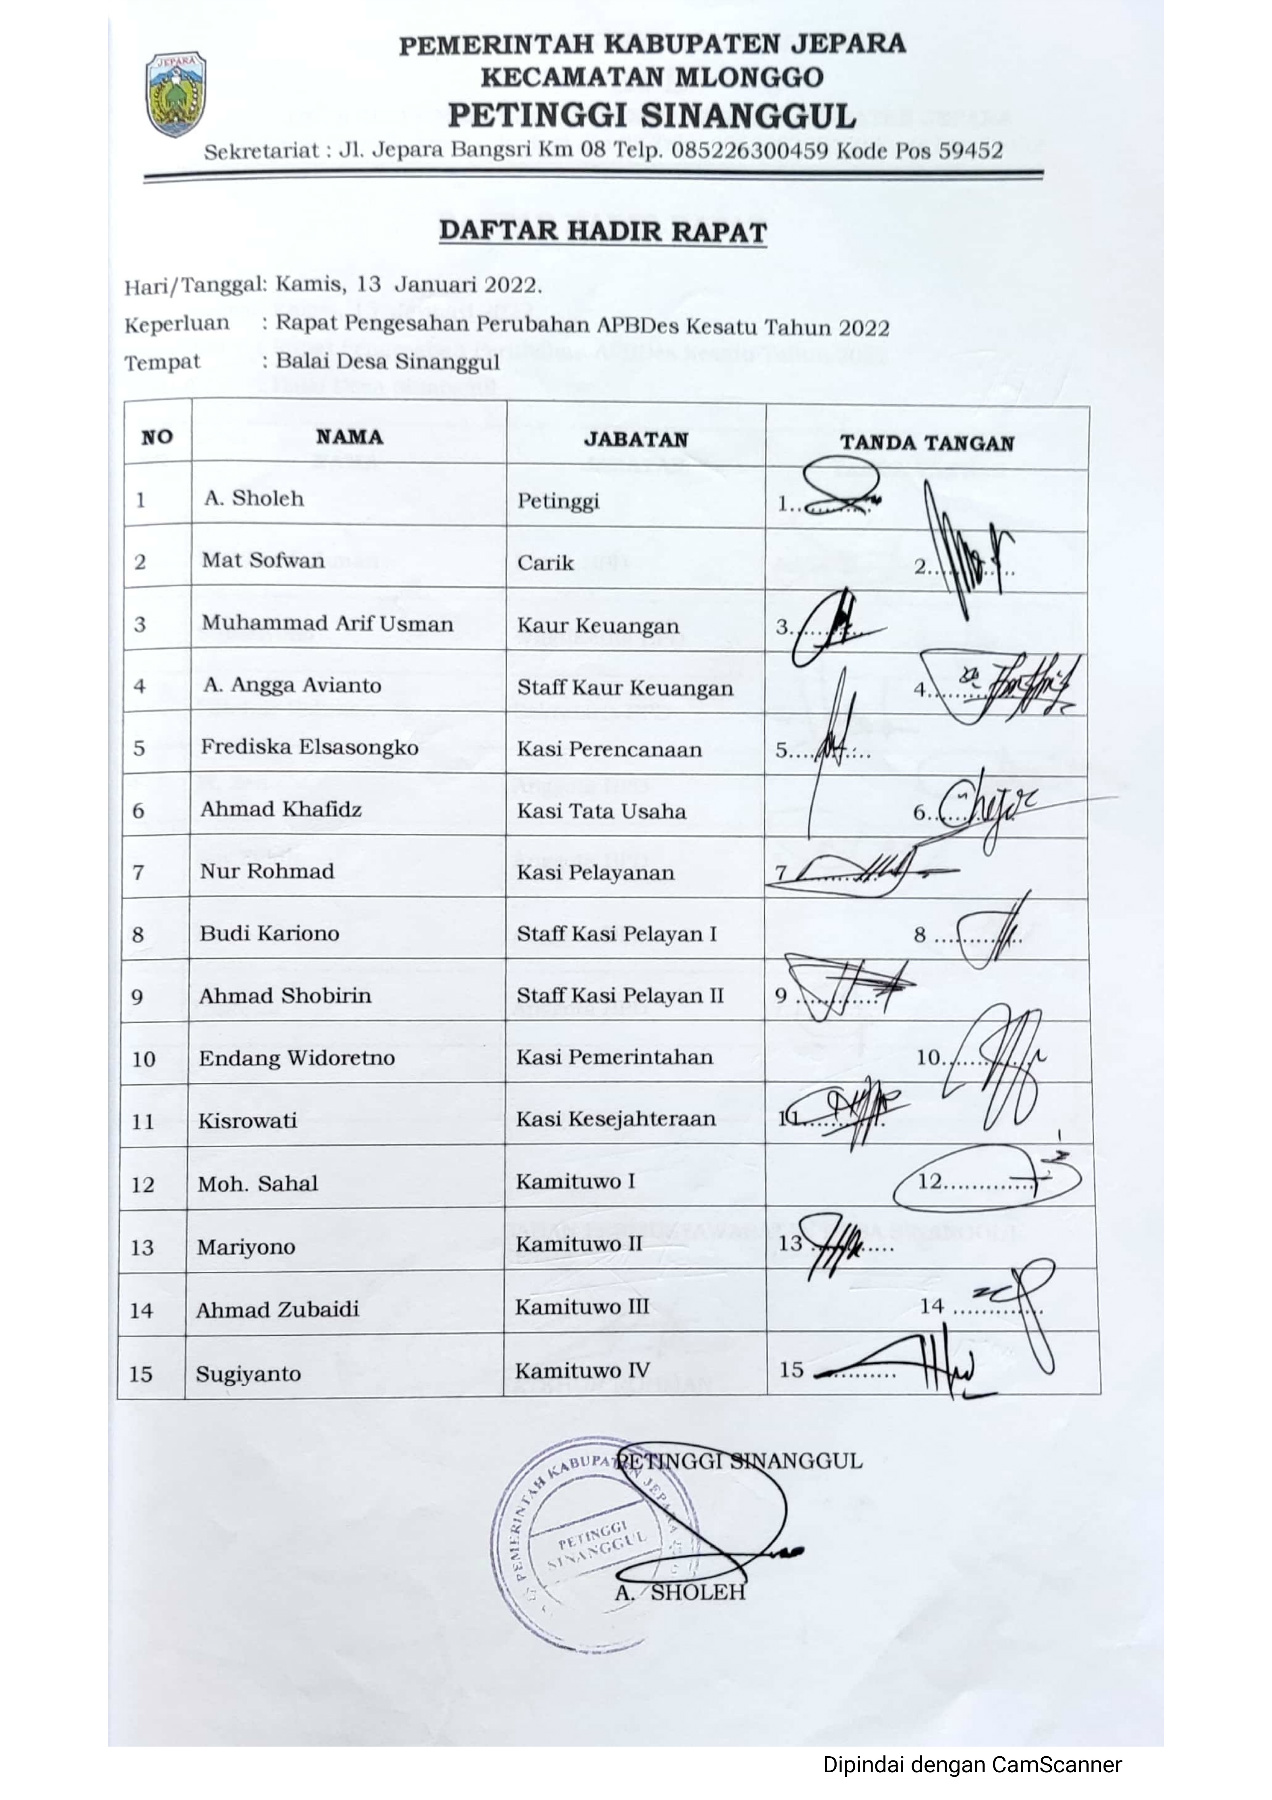 JEPARA
PEMERINTAH KABUPATEN JEPARA
KECAMATAN MLONGGO
PETINGGI SINANGGUL
Sekretariat : Jl. Jepara Bangsri Km 08 Telp. 085226300459 Kode Pos 59452
DAFTAR HADIR RAPAT
Hari/Tanggal: Kamis, 13 Januari 2022.
Keperluan : Rapat Pengesahan Perubahan APBDes Kesatu Tahun 2022
Tempat : Balai Desa Sinanggul
NO NAMA JABATAN TANDA TANGAN
1 A. Sholeh Petinggi 1...........
2 Mat Sofwan Carik 2............
3 Muhammad Arif Usman Kaur Keuangan 3............
4 A. Angga Avianto Staff Kaur Keuangan 4............
5 Frediska Elsasongko Kasi Perencanaan 5............
6 Ahmad Khafidz Kasi Tata Usaha 6............
7 Nur Rohmad Kasi Pelayanan 7
8 Budi Kariono Staff Kasi Pelayan I 8 ............
9 Ahmad Shobirin Staff Kasi Pelayan II 9 ............
10 Endang Widoretno Kasi Pemerintahan 10............
11 Kisrowati Kasi Kesejahteraan 11............
12 Moh. Sahal Kamituwo I 12............
13 Mariyono Kamituwo II 13 ............
14 Ahmad Zubaidi Kamituwo III 14 ............
15 Sugiyanto Kamituwo IV 15 ............
PETINGGI SINANGGUL
PEMERINTAH KABUPATEN JEPARA
PETINGGI
SINANGGUL
A. SHOLEH
Dipindai dengan CamScanner